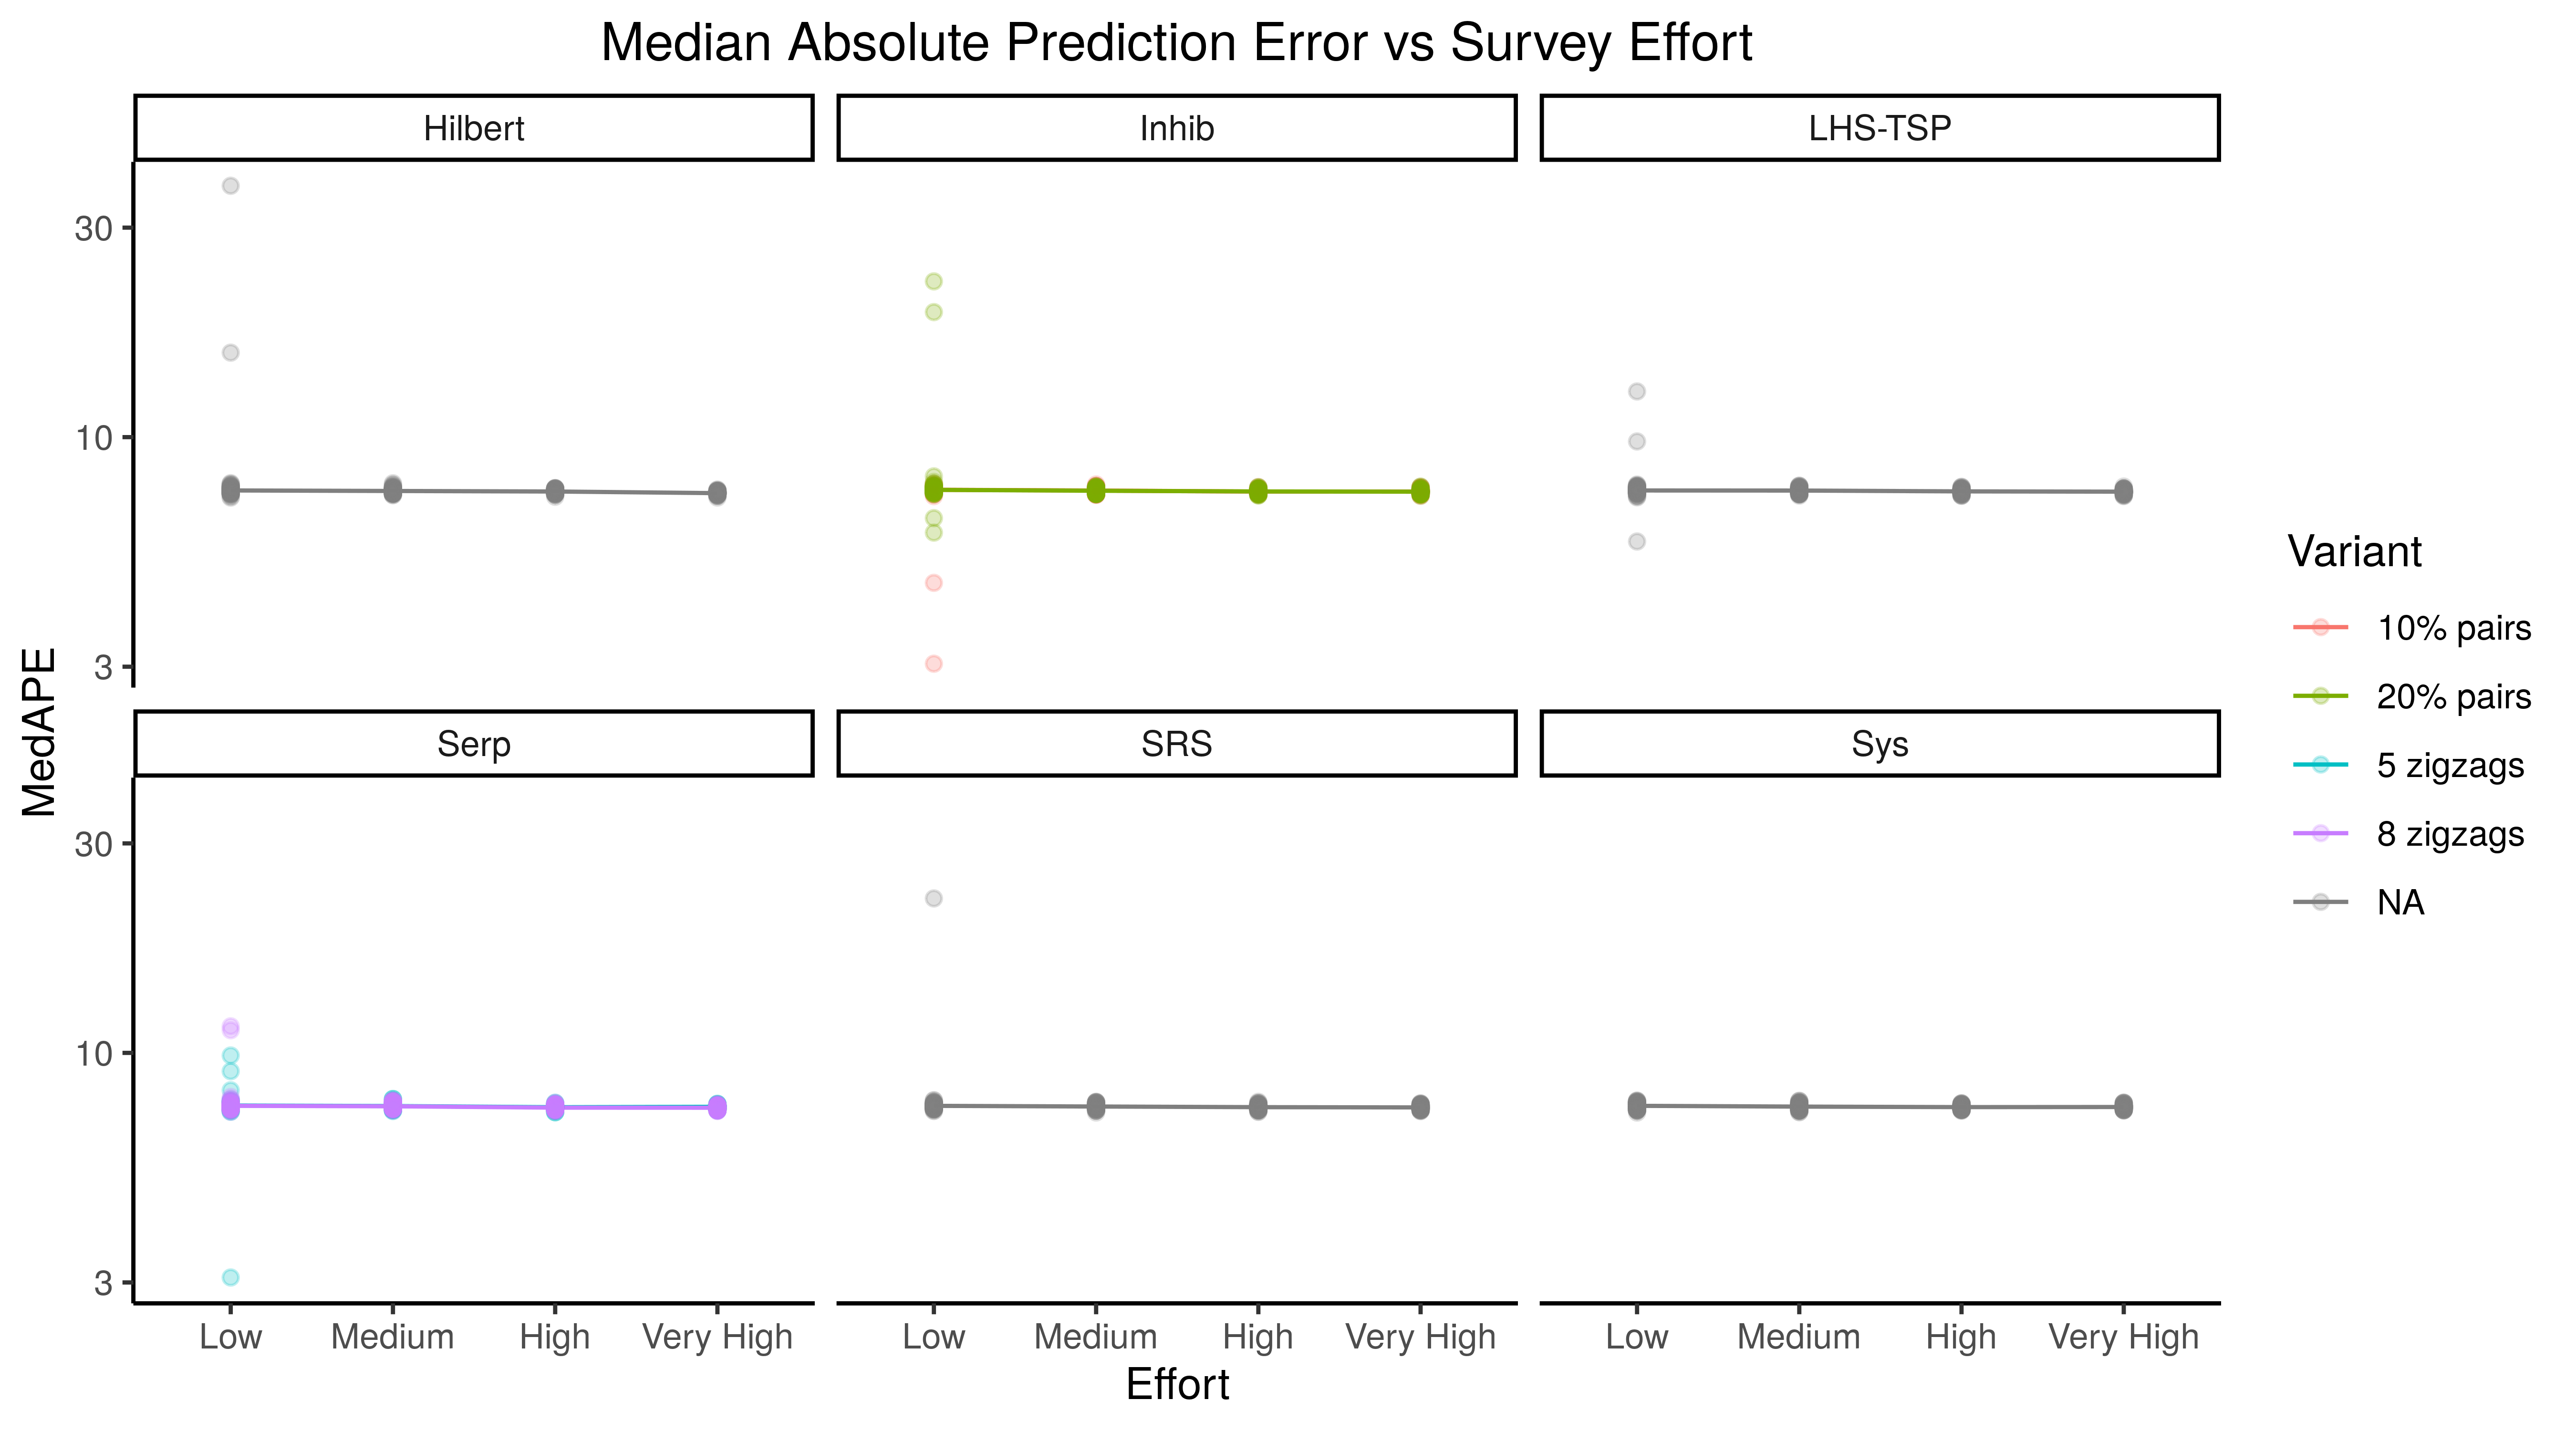 Median Absolute Prediction Error vs Survey Effort
Hilbert
Inhib
LHS-TSP
30
10
3
Serp
SRS
Sys
30
10
3
MedAPE
Low Medium High Very High
Low Medium High Very High
Low Medium High Very High
Effort
Variant
10% pairs
20% pairs
5 zigzags
8 zigzags
NA